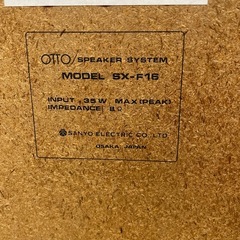 OTTO/SPEAKER SYSTEM
MODEL SX-F16
INPUT 35W MAX(PEAK)
IMPEDANCE 8Ω
SANYO ELECTRIC CO., LTD.
OSAKA JAPAN